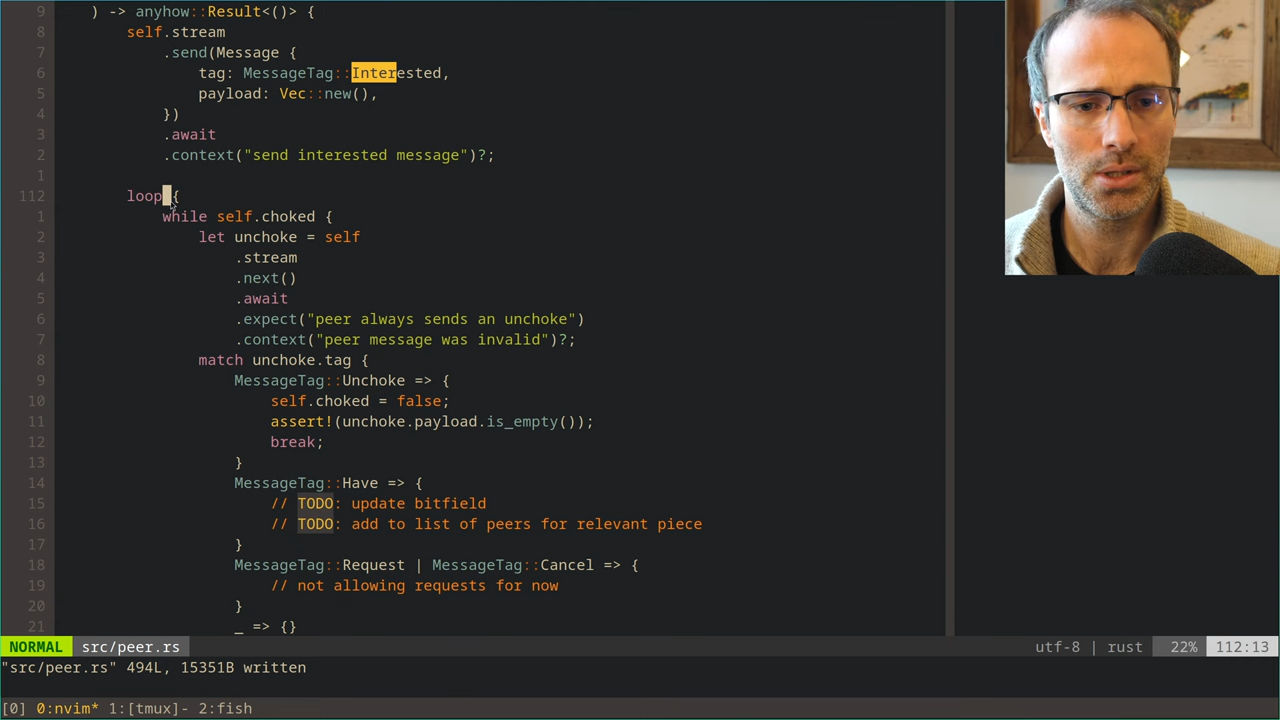 9 ) -> anyhow::Result<()> {
8 self.stream
7 .send(Message {
6 tag: MessageTag::Interested,
5 payload: Vec::new(),
4 })
3 .await
2 .context("send interested message")?;
1
112 loop {
1 while self.choked {
2 let unchoke = self
3 .stream
4 .next()
5 .await
6 .expect("peer always sends an unchoke")
7 .context("peer message was invalid")?;
8 match unchoke.tag {
9 MessageTag::Unchoke => {
10 self.choked = false;
11 assert!(unchoke.payload.is_empty());
12 break;
13 }
14 MessageTag::Have => {
15 // TODO: update bitfield
16 // TODO: add to list of peers for relevant piece
17 }
18 MessageTag::Request | MessageTag::Cancel => {
19 // not allowing requests for now
20 }
21 _ => {}
NORMAL src/peer.rs utf-8 | rust 22% 112:13
"src/peer.rs" 494L, 15351B written
[0] 0:nvim* 1:[tmux]- 2:fish